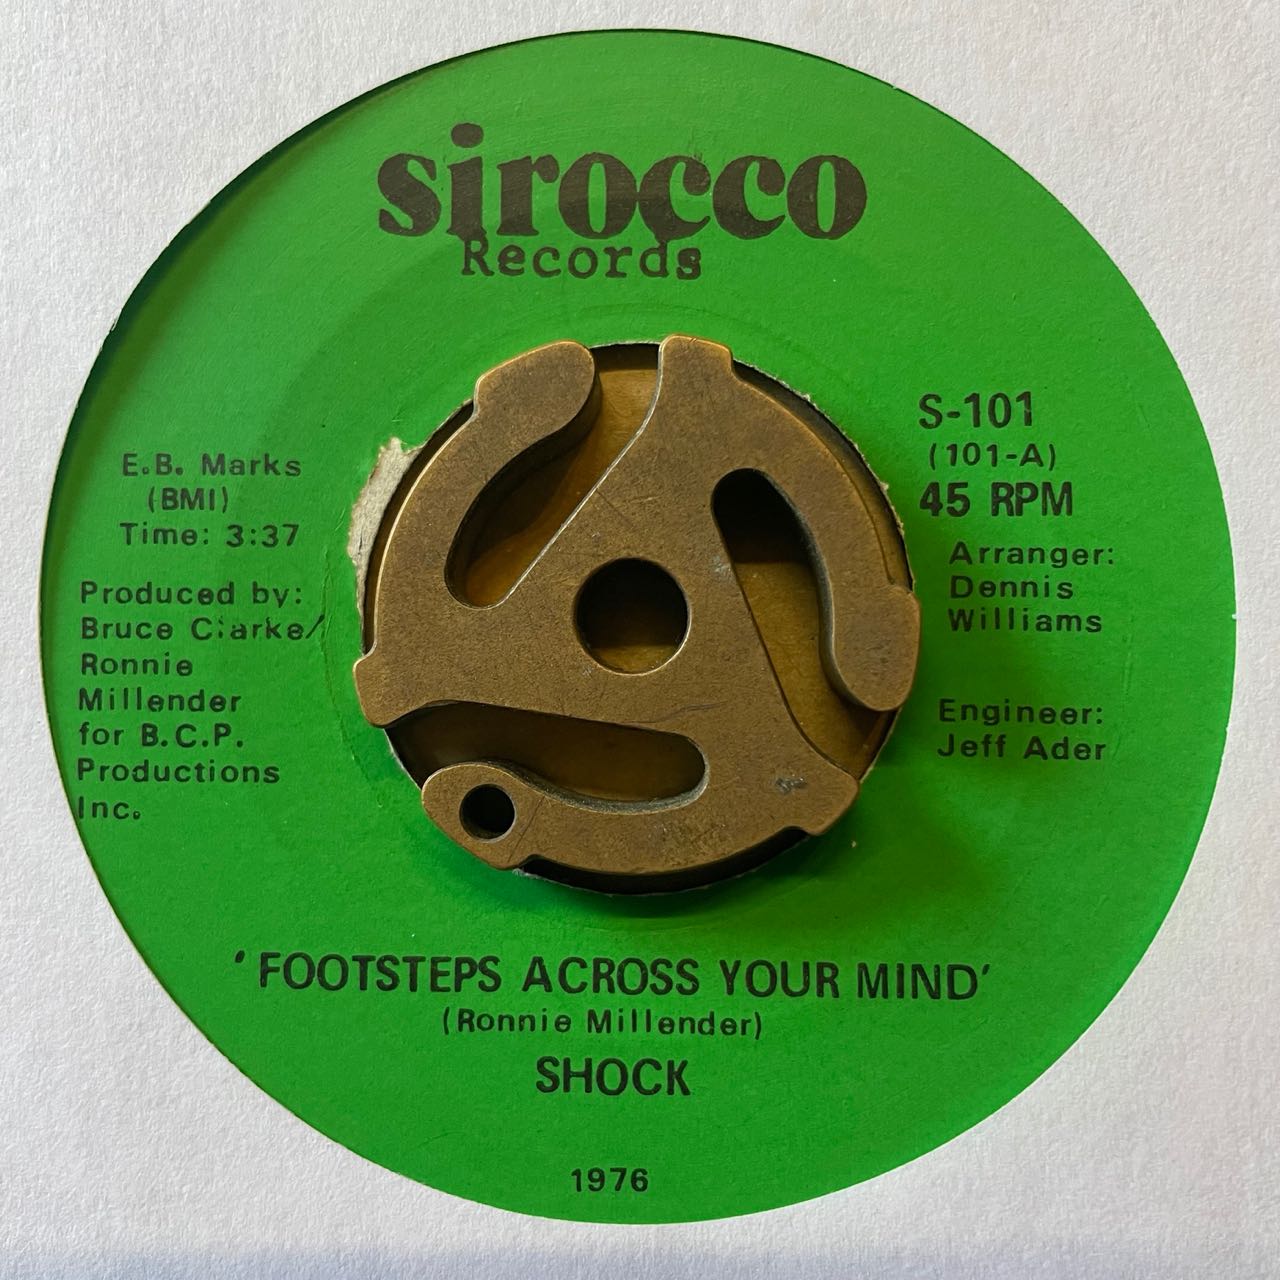 sirocco
Records
E.B. Marks
(BMI)
Time: 3:37
Produced by:
Bruce Clarke/
Ronnie
Millender
for B.C.P.
Productions
Inc.
S-101
(101-A)
45 RPM
Arranger:
Dennis
Williams
Engineer:
Jeff Ader
'FOOTSTEPS ACROSS YOUR MIND'
(Ronnie Millender)
SHOCK
1976